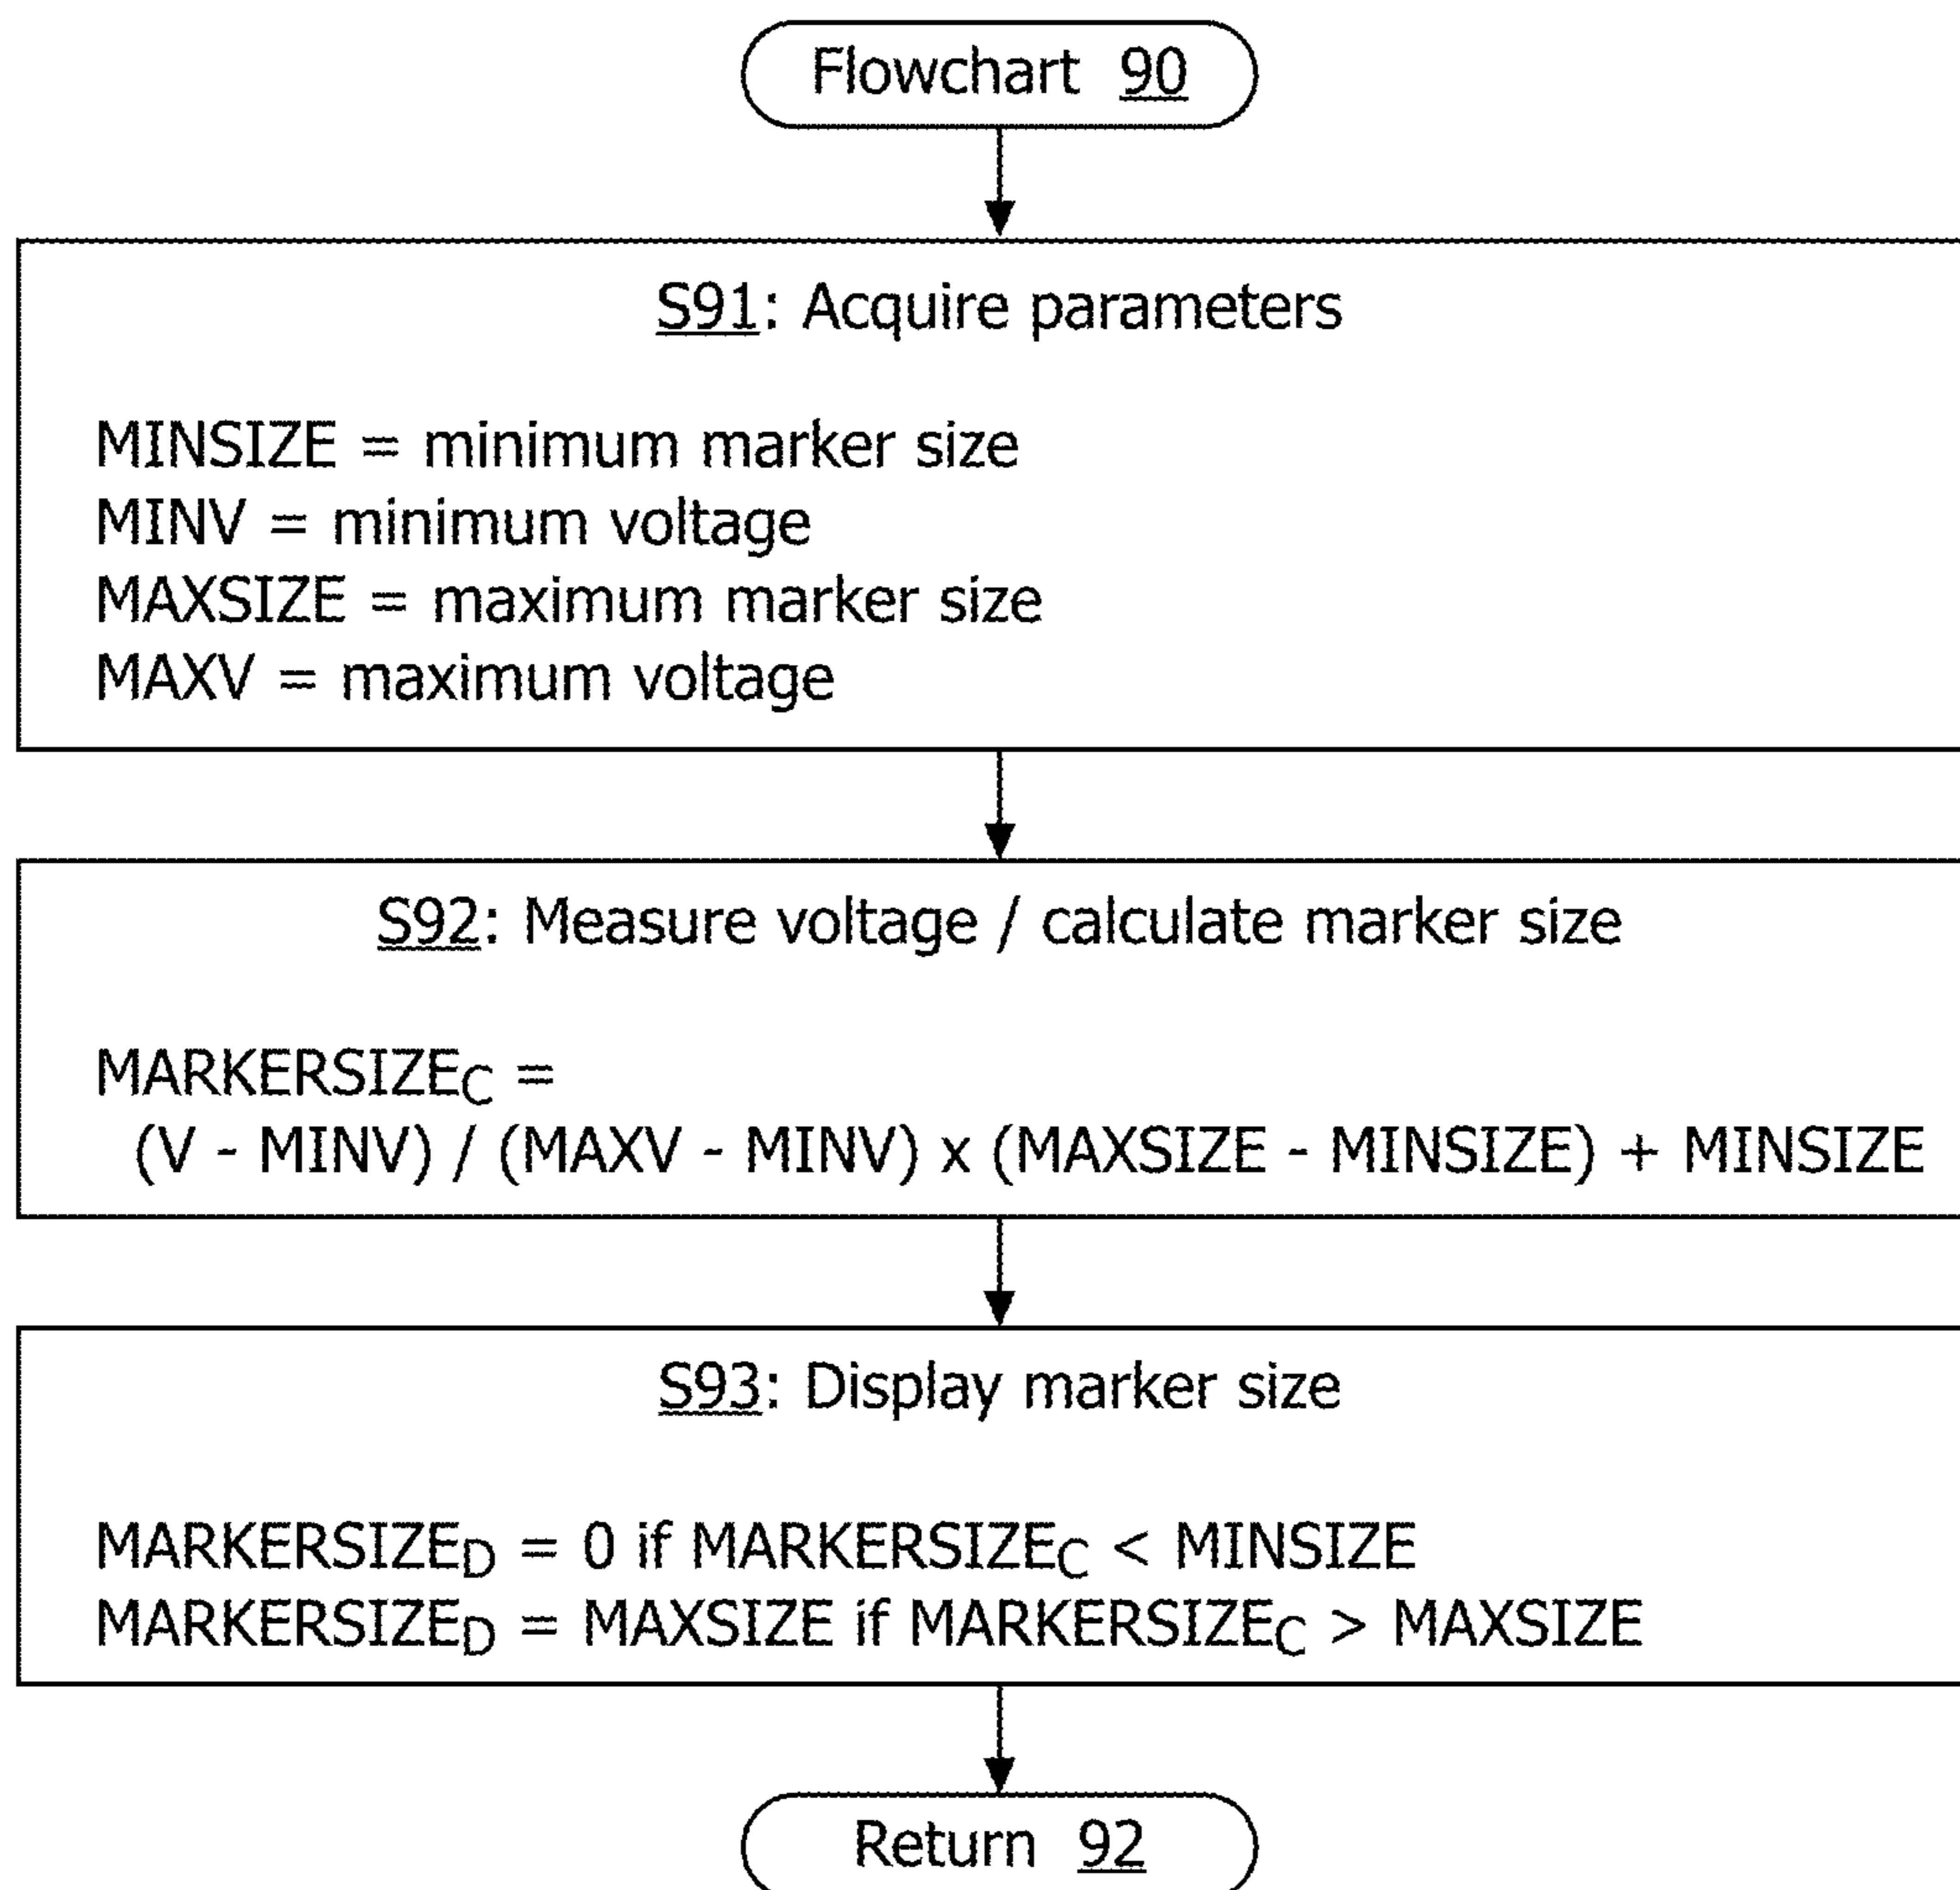 Flowchart 90
S91: Acquire parameters
MINSIZE = minimum marker size
MINV = minimum voltage
MAXSIZE = maximum marker size
MAXV = maximum voltage
S92: Measure voltage / calculate marker size
MARKERSIZEC =
(V - MINV) / (MAXV - MINV) x (MAXSIZE - MINSIZE) + MINSIZE
S93: Display marker size
MARKERSIZED = 0 if MARKERSIZEC < MINSIZE
MARKERSIZED = MAXSIZE if MARKERSIZEC > MAXSIZE
Return 92